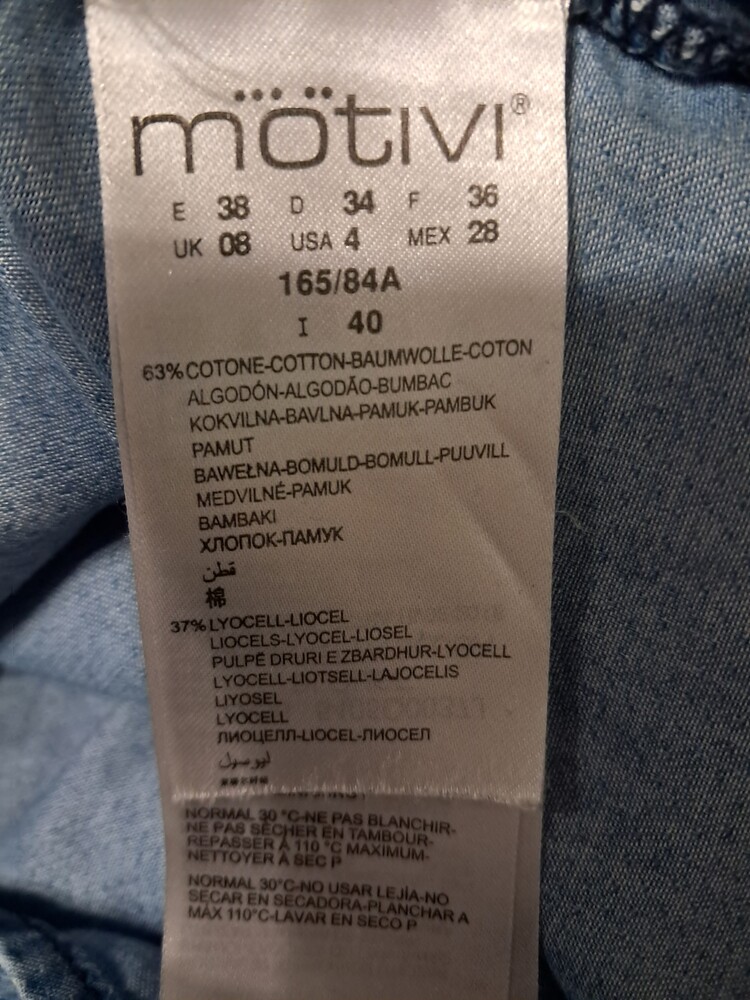 mötivi®
E 38 D 34 F 36
UK 08 USA 4 MEX 28
165/84A
I 40
63% COTONE-COTTON-BAUMWOLLE-COTON
ALGODÓN-ALGODÃO-BUMBAC
KOKVILNA-BAVLNA-PAMUK-PAMBUK
PAMUT
BAWEŁNA-BOMULD-BOMULL-PUUVILL
MEDVILNÉ-PAMUK
BAMBAKI
ХЛОПОК-ПАМУК
قطن
棉
37% LYOCELL-LIOCEL
LIOCELS-LYOCEL-LIOSEL
PULPË DRURI E ZBARDHUR-LYOCELL
LYOCELL-LIOTSELL-LAJOCELIS
LIYOSEL
LYOCELL
ЛИОЦЕЛЛ-LIOCEL-ЛИОСЕЛ
ليوسول
NORMAL 30 °C-NE PAS BLANCHIR-
NE PAS SÉCHER EN TAMBOUR-
REPASSER À 110 °C MAXIMUM-
NETTOYER À SEC P
NORMAL 30°C-NO USAR LEJÍA-NO
SECAR EN SECADORA-PLANCHAR A
MÁX 110°C-LAVAR EN SECO P